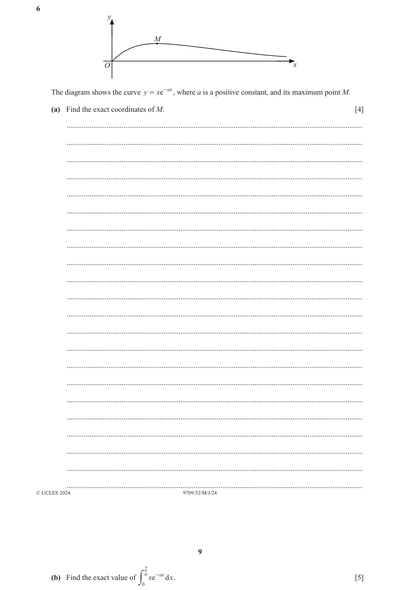 6
y
M
O
x
The diagram shows the curve y = xe⁻ᵃˣ, where a is a positive constant, and its maximum point M.
(a) Find the exact coordinates of M. [4]
© UCLES 2024 9709/32/M/J/24
9
(b) Find the exact value of ∫₀ xe⁻ᵃˣ dx. [5]